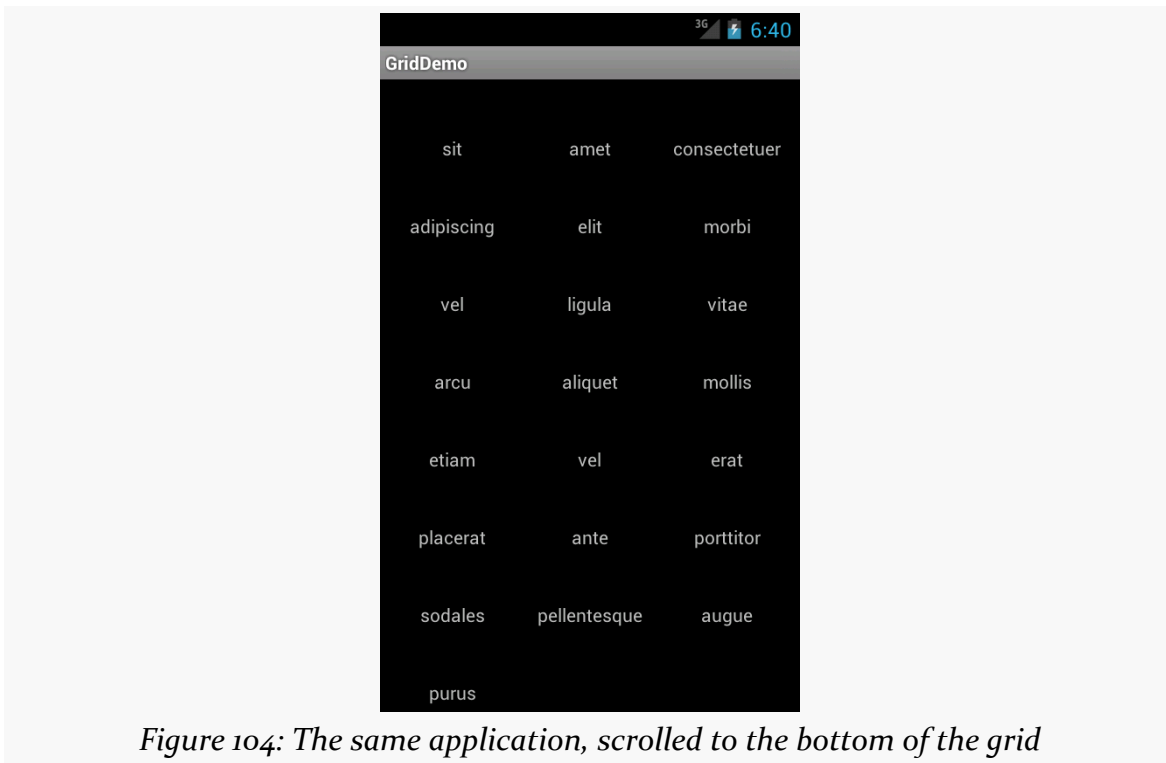 3G 6:40
GridDemo
sit amet consectetuer
adipiscing elit morbi
vel ligula vitae
arcu aliquet mollis
etiam vel erat
placerat ante porttitor
sodales pellentesque augue
purus
Figure 104: The same application, scrolled to the bottom of the grid